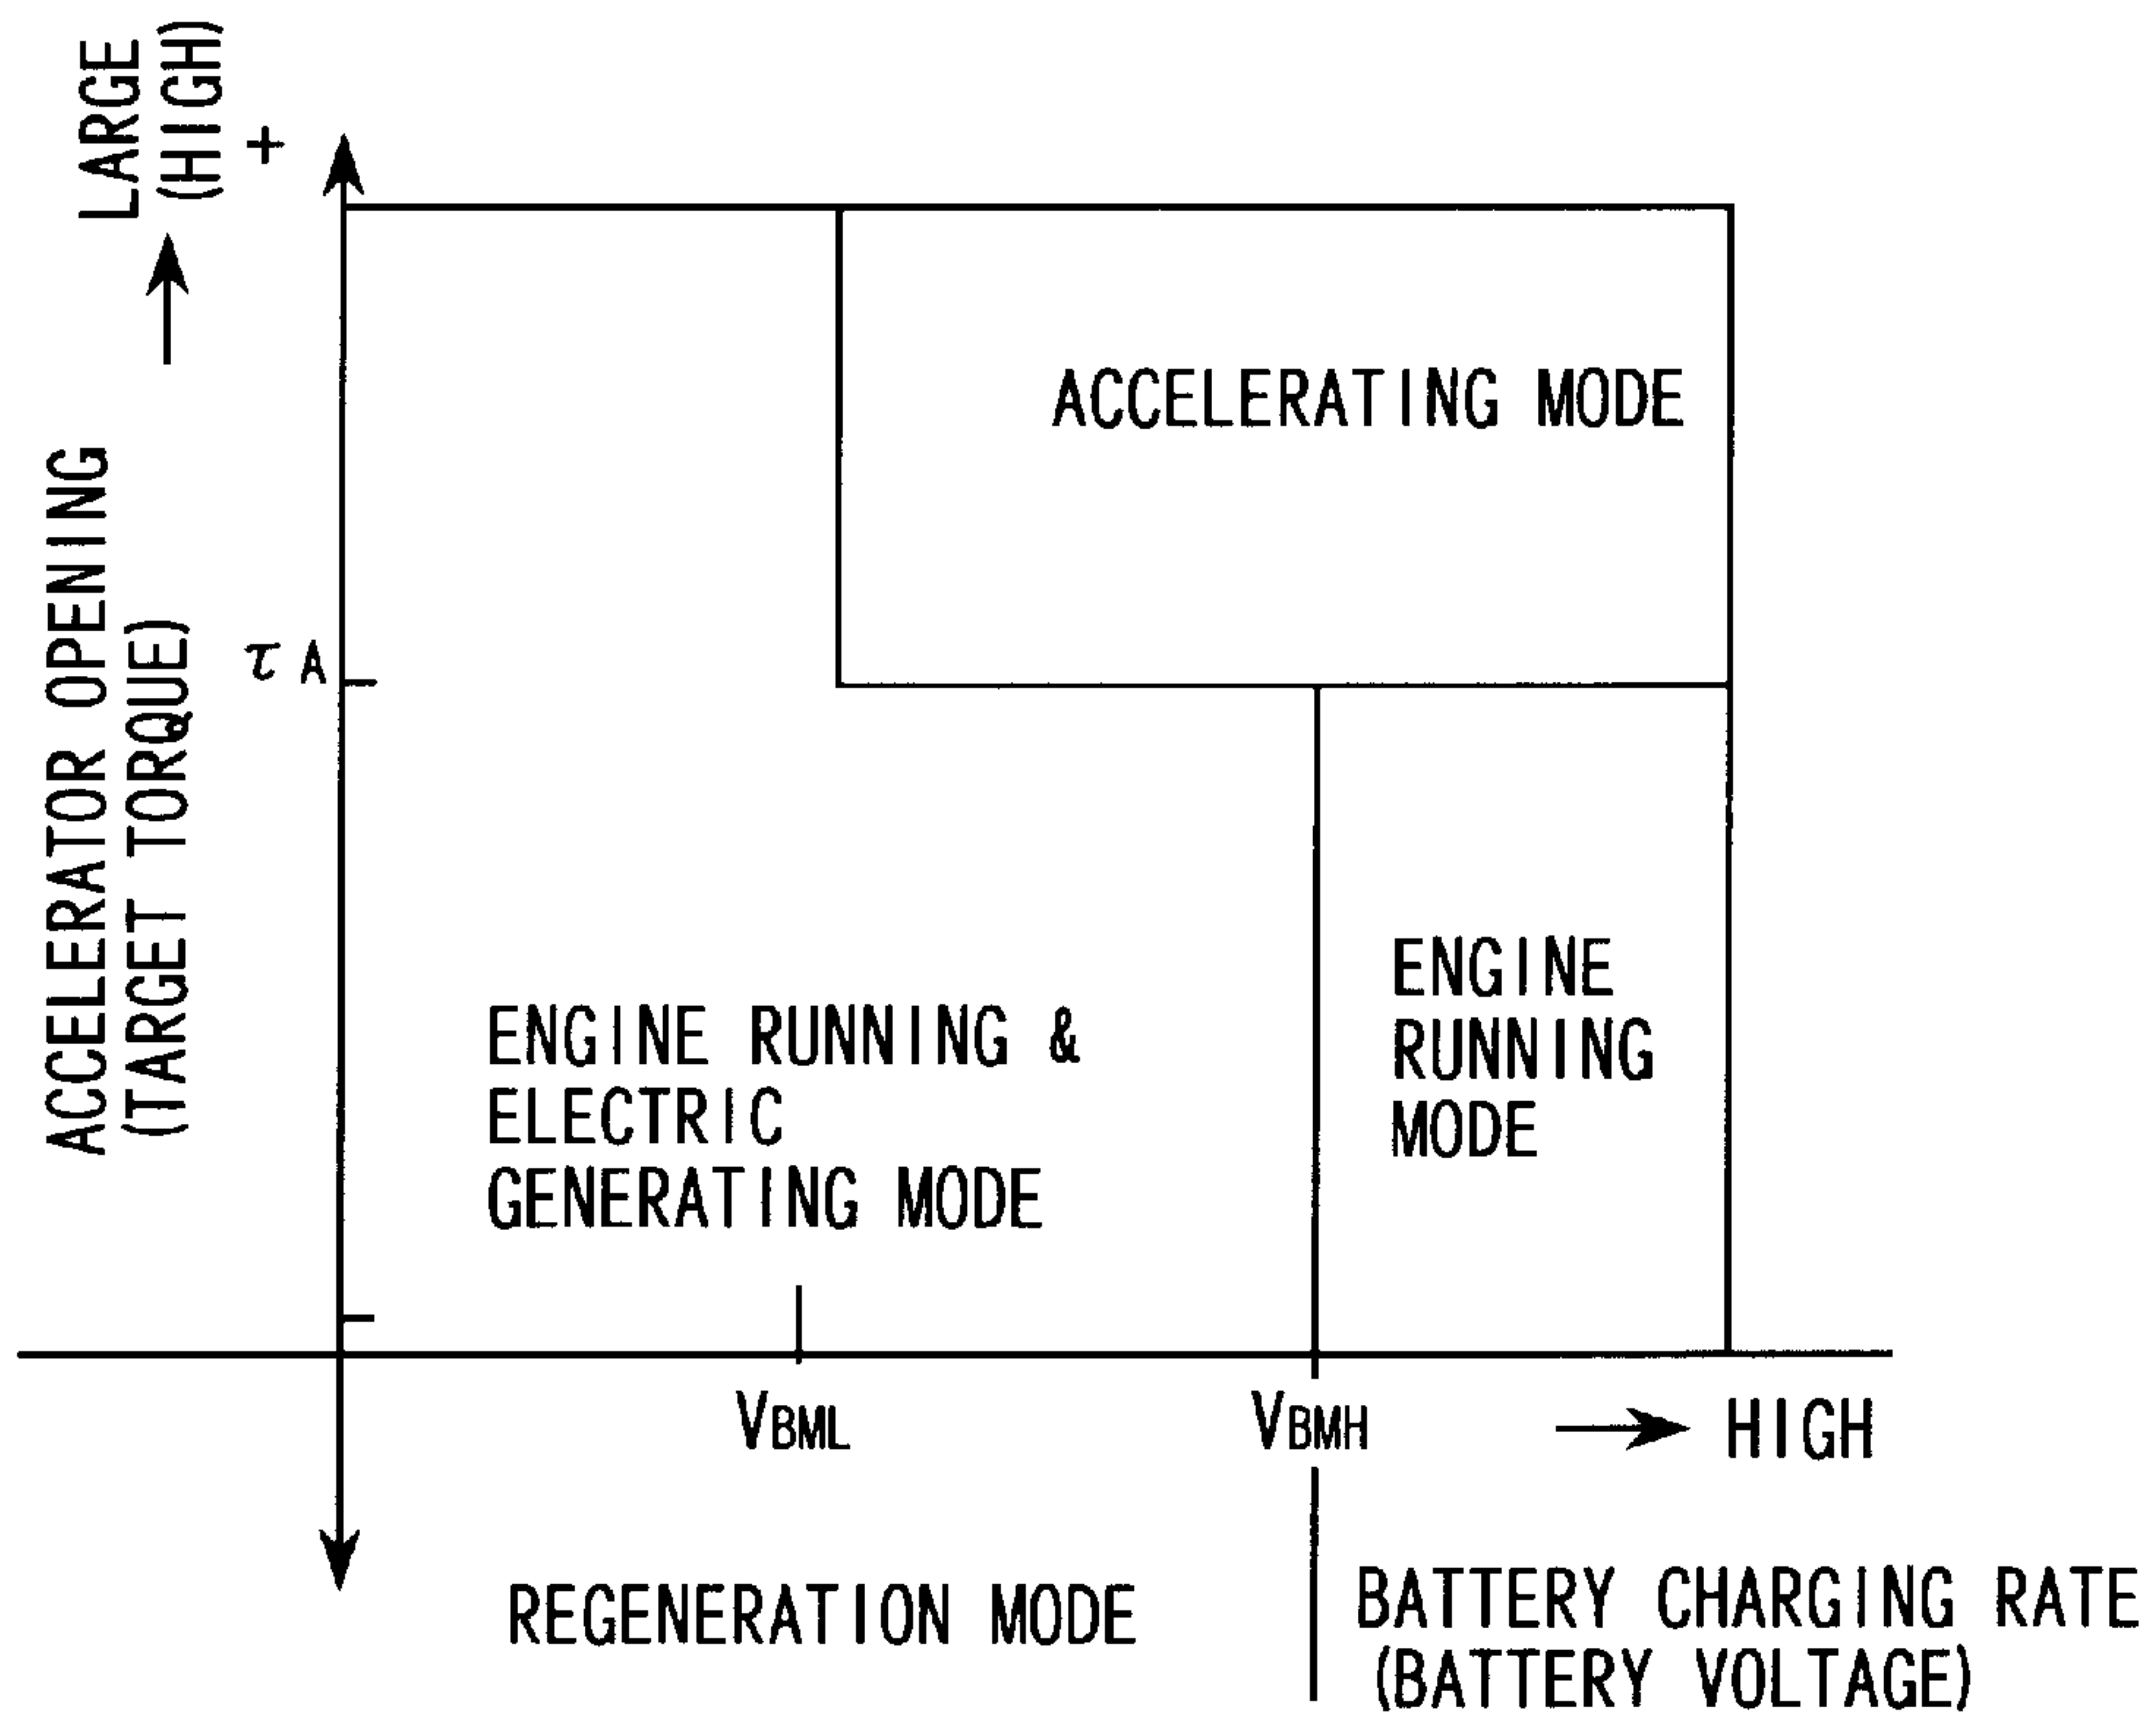 LARGE
(HIGH)
+
ACCELERATOR OPENING
(TARGET TORQUE)
τA
ACCELERATING MODE
ENGINE RUNNING &
ELECTRIC
GENERATING MODE
ENGINE
RUNNING
MODE
VBML
VBMH
HIGH
REGENERATION MODE
BATTERY CHARGING RATE
(BATTERY VOLTAGE)